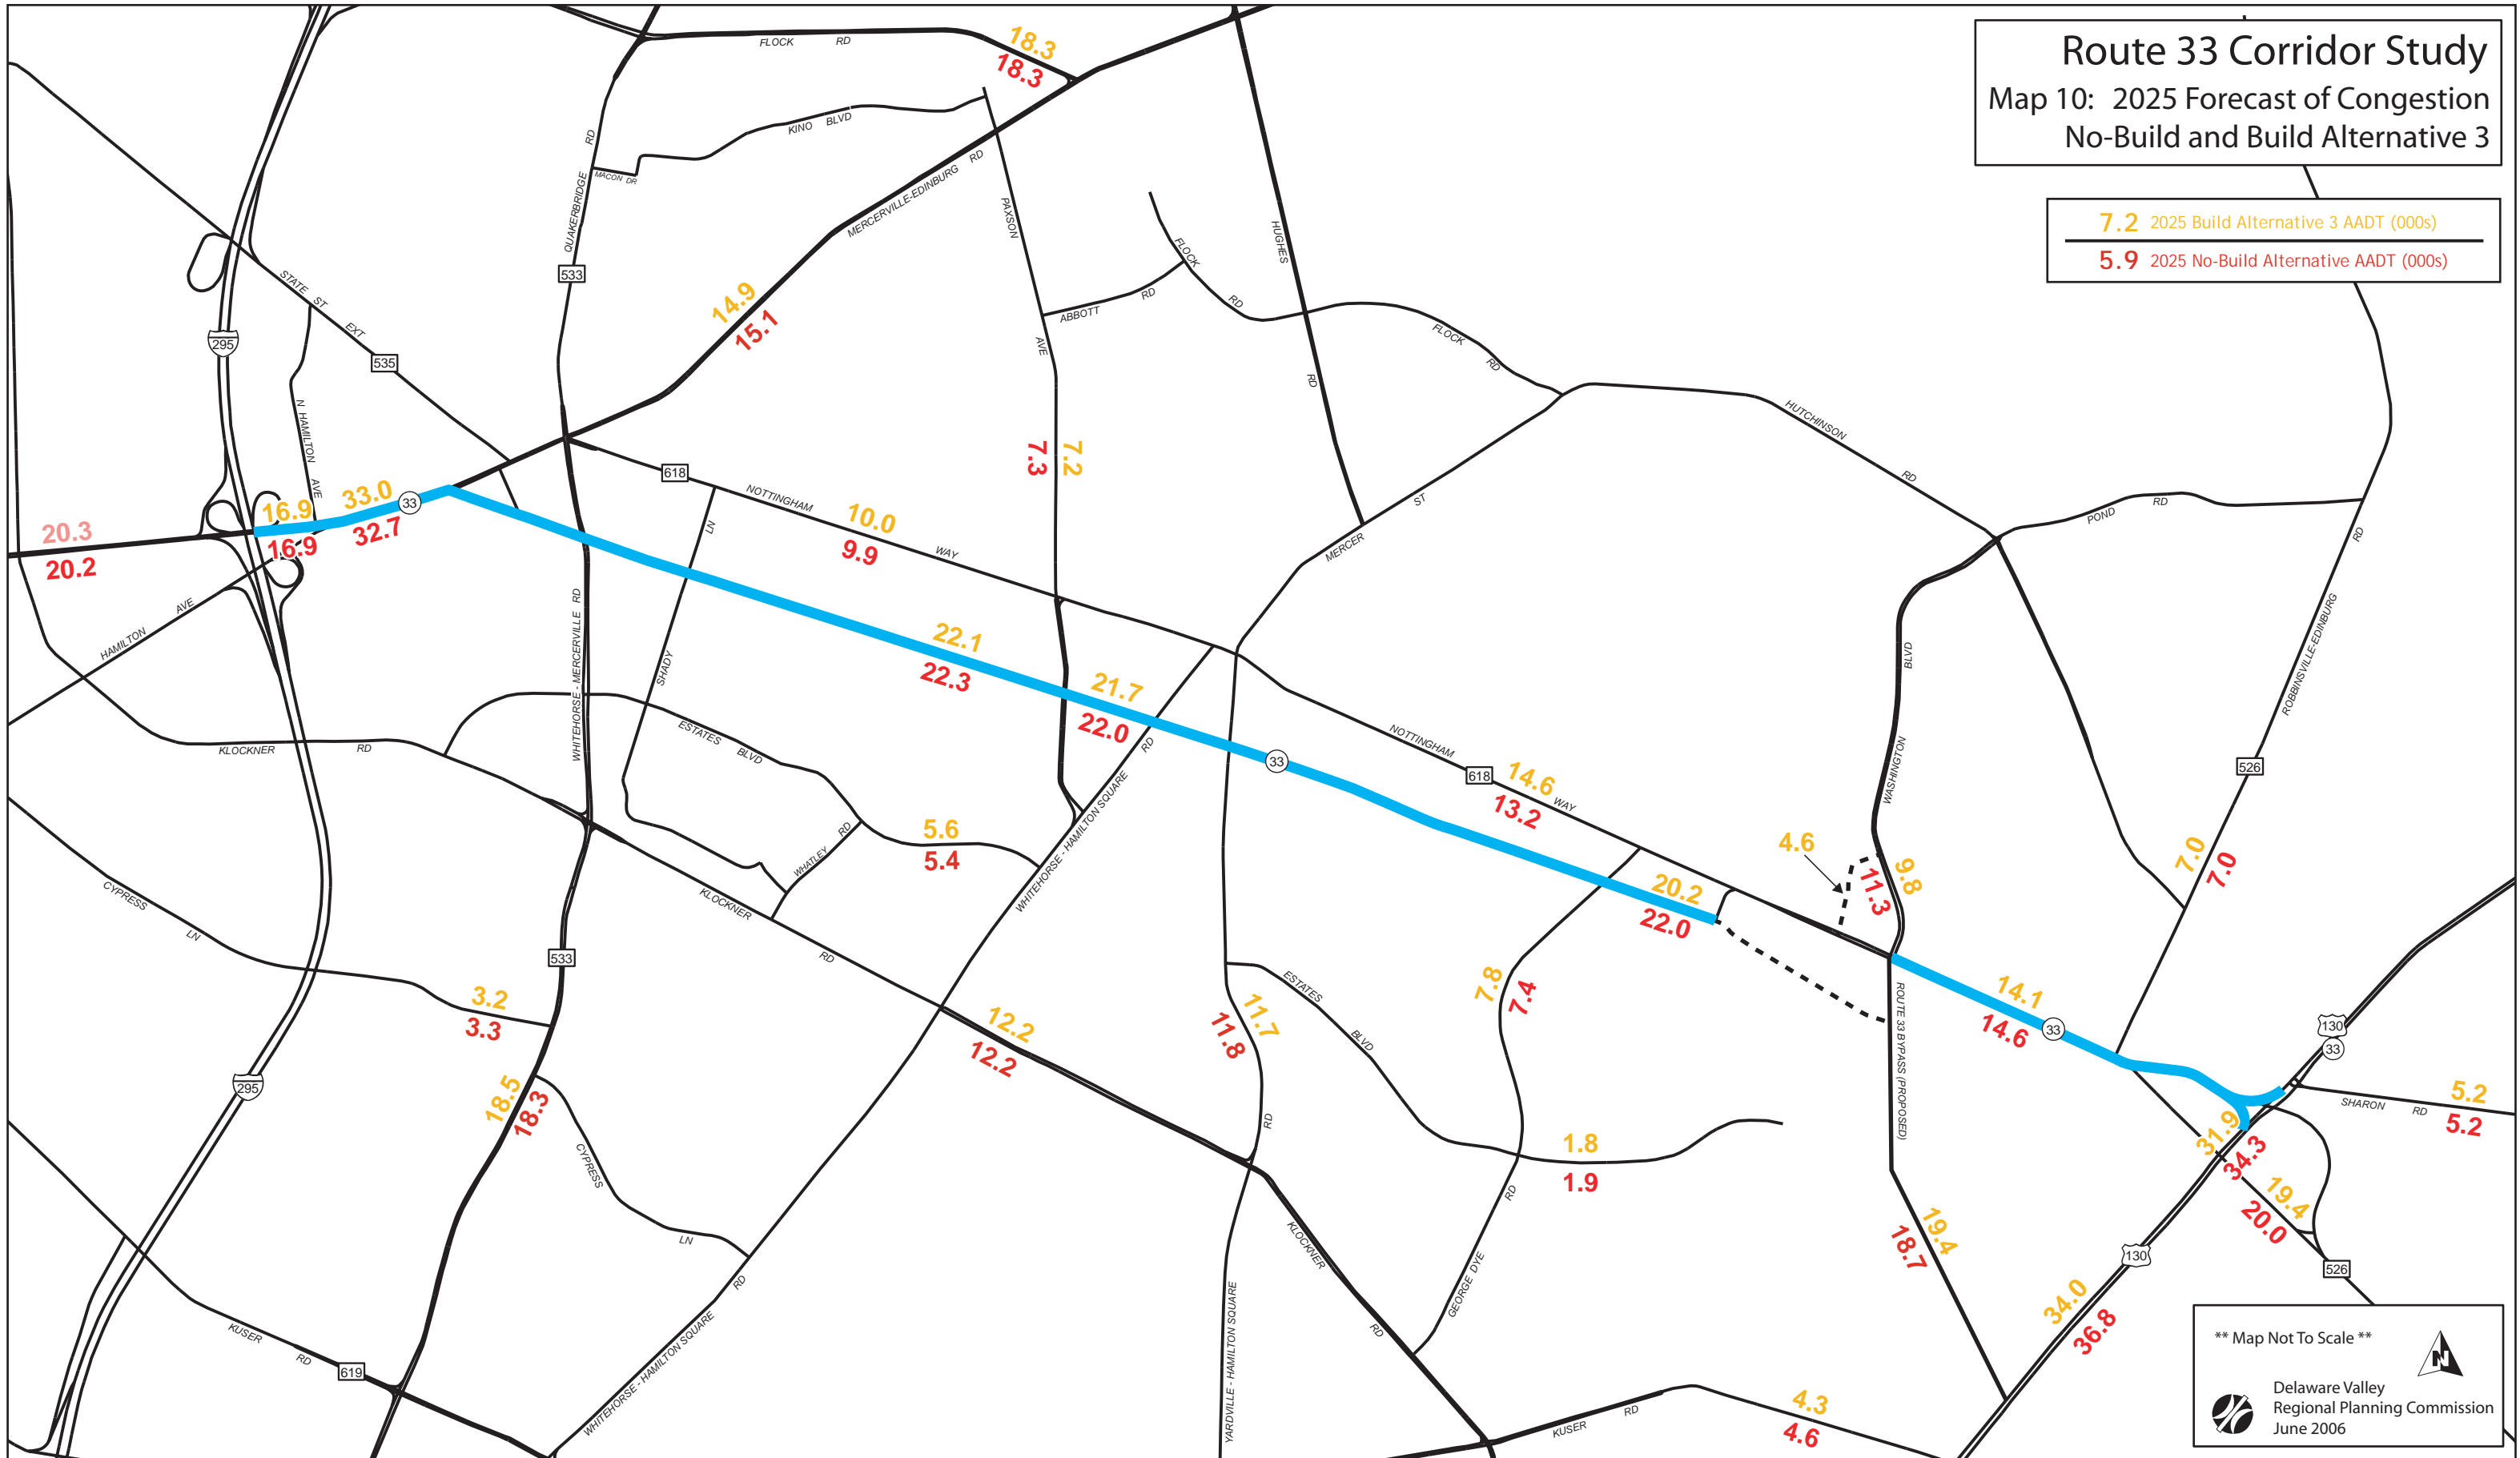 Route 33 Corridor Study
Map 10: 2025 Forecast of Congestion
No-Build and Build Alternative 3
7.2 2025 Build Alternative 3 AADT (000s)
5.9 2025 No-Build Alternative AADT (000s)
FLOCK RD
18.3
18.3
KINO BLVD
MACON DR
QUAKERBRIDGE RD
533
MERCERVILLE-EDINBURG RD
14.9
15.1
PAXSON AVE
HUGHES RD
FLOCK RD
ABBOTT RD
FLOCK RD
STATE ST EXT
535
295
N HAMILTON AVE
7.3
7.2
HUTCHINSON RD
618
NOTTINGHAM WAY
10.0
9.9
MERCER ST
POND RD
ROBBINSVILLE-EDINBURG RD
20.3
20.2
16.9
16.9
33.0
32.7
33
HAMILTON AVE
SHADY LN
WHITEHORSE - MERCERVILLE RD
22.1
22.3
21.7
22.0
33
KLOCKNER RD
ESTATES BLVD
WHATLEY RD
5.6
5.4
WHITEHORSE - HAMILTON SQUARE RD
NOTTINGHAM WAY
618
14.6
13.2
WASHINGTON BLVD
526
4.6
11.3
9.8
7.0
7.0
20.2
22.0
CYPRESS LN
KLOCKNER RD
533
3.2
3.3
12.2
12.2
11.7
11.8
ESTATES BLVD
7.8
7.4
ROUTE 33 BYPASS (PROPOSED)
14.1
14.6
33
130
33
295
18.5
18.3
CYPRESS LN
RD
1.8
1.9
5.2
SHARON RD
5.2
31.9
34.3
19.4
20.0
526
KLOCKNER RD
GEORGE DYE RD
19.4
18.7
130
34.0
36.8
KUSER RD
619
WHITEHORSE - HAMILTON SQUARE RD
YARDVILLE - HAMILTON SQUARE
KUSER RD
4.3
4.6
** Map Not To Scale **
N
Delaware Valley
Regional Planning Commission
June 2006